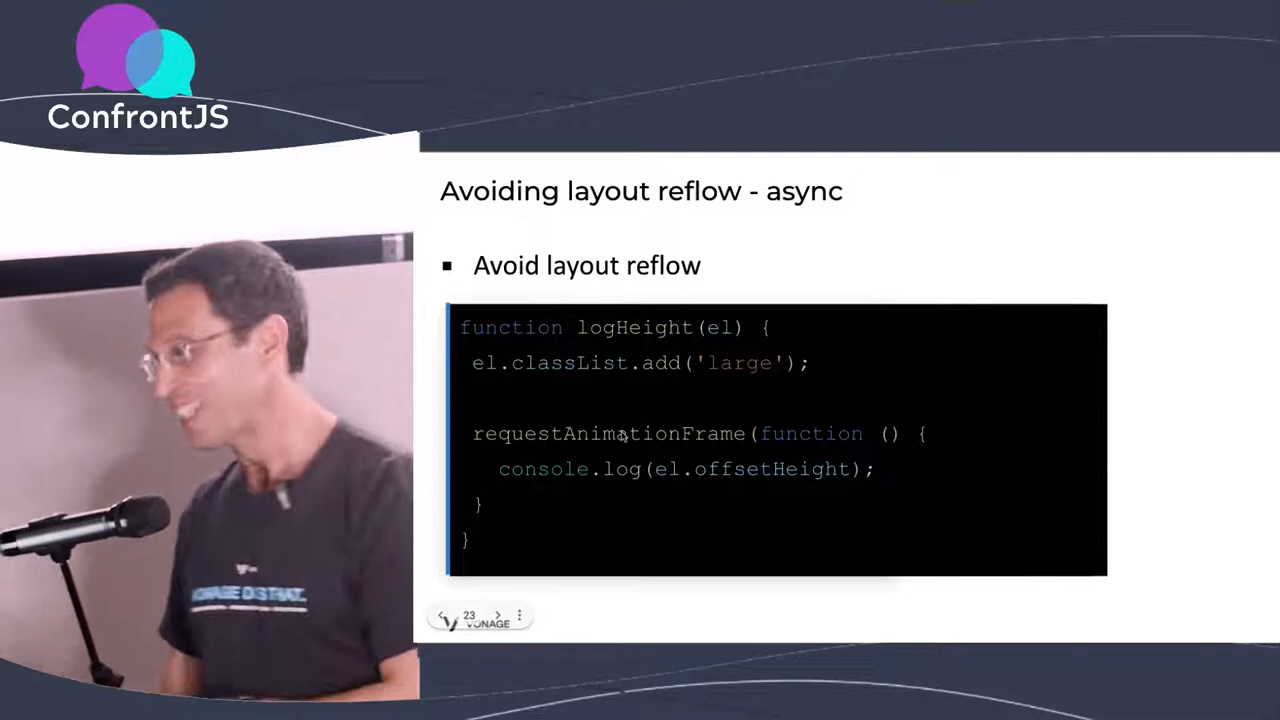 ConfrontJS
Avoiding layout reflow - async
▪ Avoid layout reflow
function logHeight(el) {
el.classList.add('large');
requestAnimationFrame(function () {
console.log(el.offsetHeight);
}
}
23
VONAGE